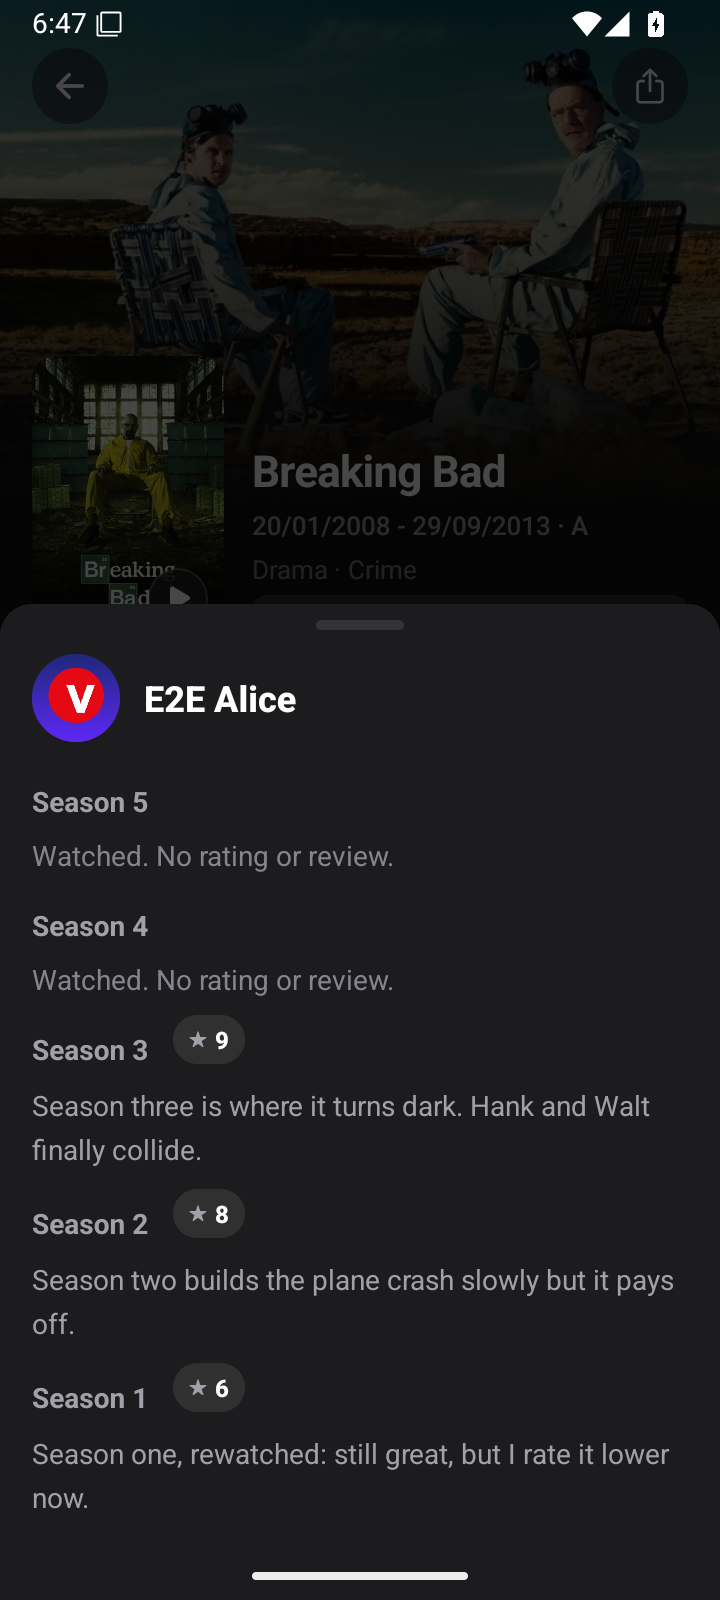 6:47
Breaking Bad
20/01/2008 - 29/09/2013 · A
Drama · Crime
Breaking
Bad
V
E2E Alice
Season 5
Watched. No rating or review.
Season 4
Watched. No rating or review.
Season 3 ★ 9
Season three is where it turns dark. Hank and Walt
finally collide.
Season 2 ★ 8
Season two builds the plane crash slowly but it pays
off.
Season 1 ★ 6
Season one, rewatched: still great, but I rate it lower
now.